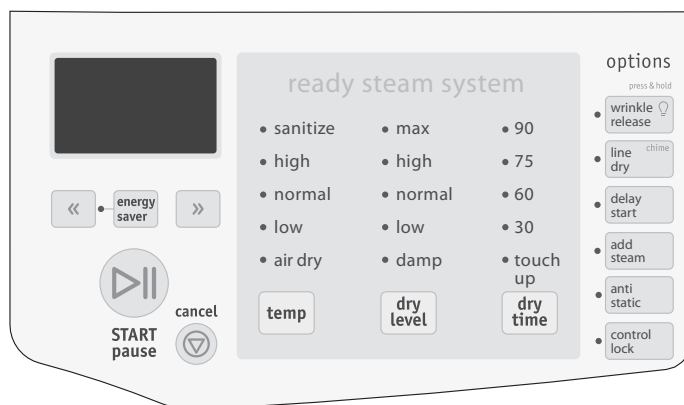 ready steam system
sanitize
high
normal
low
air dry
temp
max
high
normal
low
damp
dry
level
90
75
60
30
touch
up
dry
time
« energy »
saver
START
pause
cancel
options
press & hold
wrinkle
release
line chime
dry
delay
start
add
steam
anti
static
control
lock